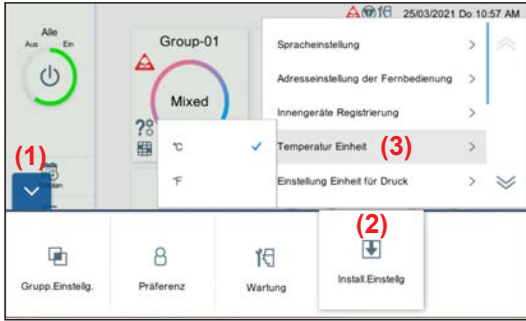 25/03/2021 Do 10:57 AM
Alle
Aus Ein
Group-01
Mixed
Spracheinstellung
Adresseinstellung der Fernbedienung
Innengeräte Registrierung
Temperatur Einheit (3)
Einstellung Einheit für Druck
℃
℉
(1)
(2)
Grupp.Einstellg.
Präferenz
Wartung
Install.Einstellg